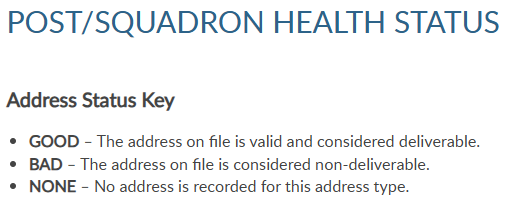 POST/SQUADRON HEALTH STATUS
Address Status Key
• GOOD – The address on file is valid and considered deliverable.
• BAD – The address on file is considered non-deliverable.
• NONE – No address is recorded for this address type.